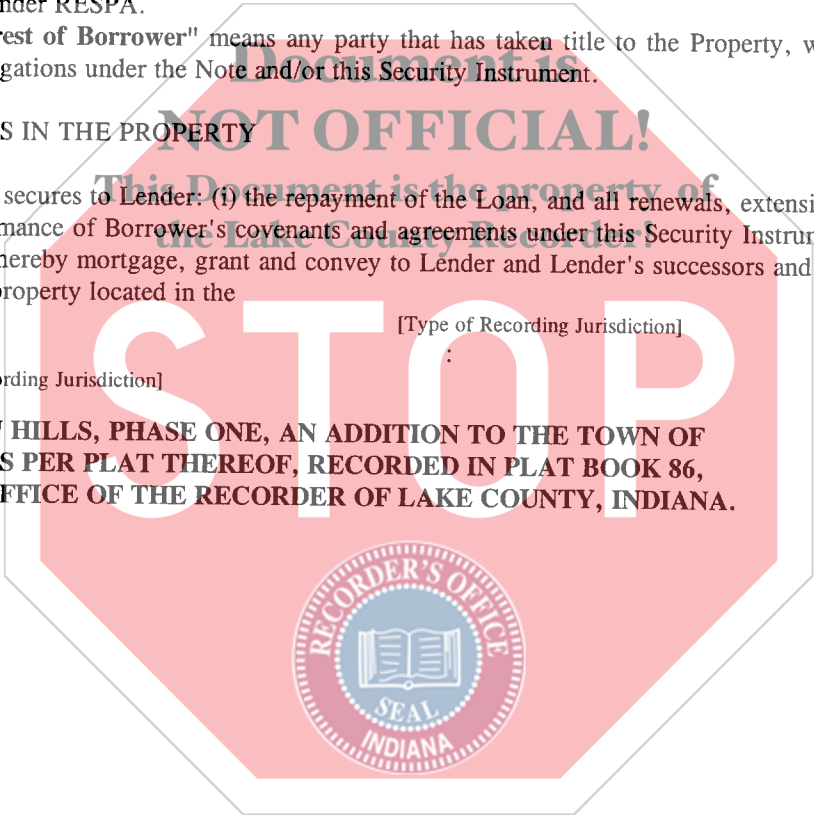 nder RESPA.
rest of Borrower" means any party that has taken title to the Property, w
gations under the Note and/or this Security Instrument.
Document is
NOT OFFICIAL!
This Document is the property of
the Lake County Recorder!
S IN THE PROPERTY
secures to Lender: (i) the repayment of the Loan, and all renewals, extensi
mance of Borrower's covenants and agreements under this Security Instrur
hereby mortgage, grant and convey to Lender and Lender's successors and
property located in the
[Type of Recording Jurisdiction]
:
rding Jurisdiction]
STOP
HILLS, PHASE ONE, AN ADDITION TO THE TOWN OF
S PER PLAT THEREOF, RECORDED IN PLAT BOOK 86,
FFICE OF THE RECORDER OF LAKE COUNTY, INDIANA.
RECORDER'S OFFICE
SEAL
INDIANA